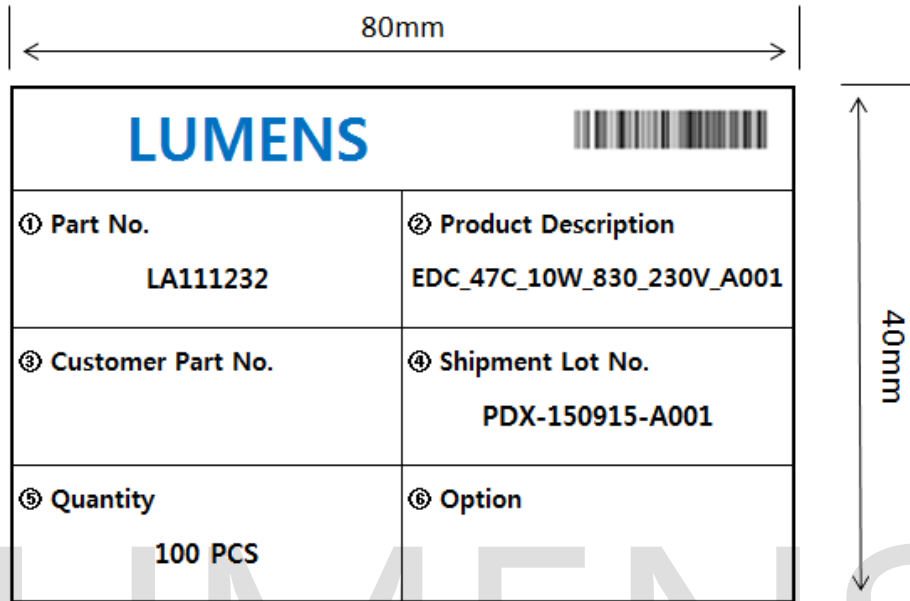 80mm
LUMENS
① Part No.
LA111232
② Product Description
EDC_47C_10W_830_230V_A001
③ Customer Part No.
④ Shipment Lot No.
PDX-150915-A001
⑤ Quantity
100 PCS
⑥ Option
40mm
LUMENS